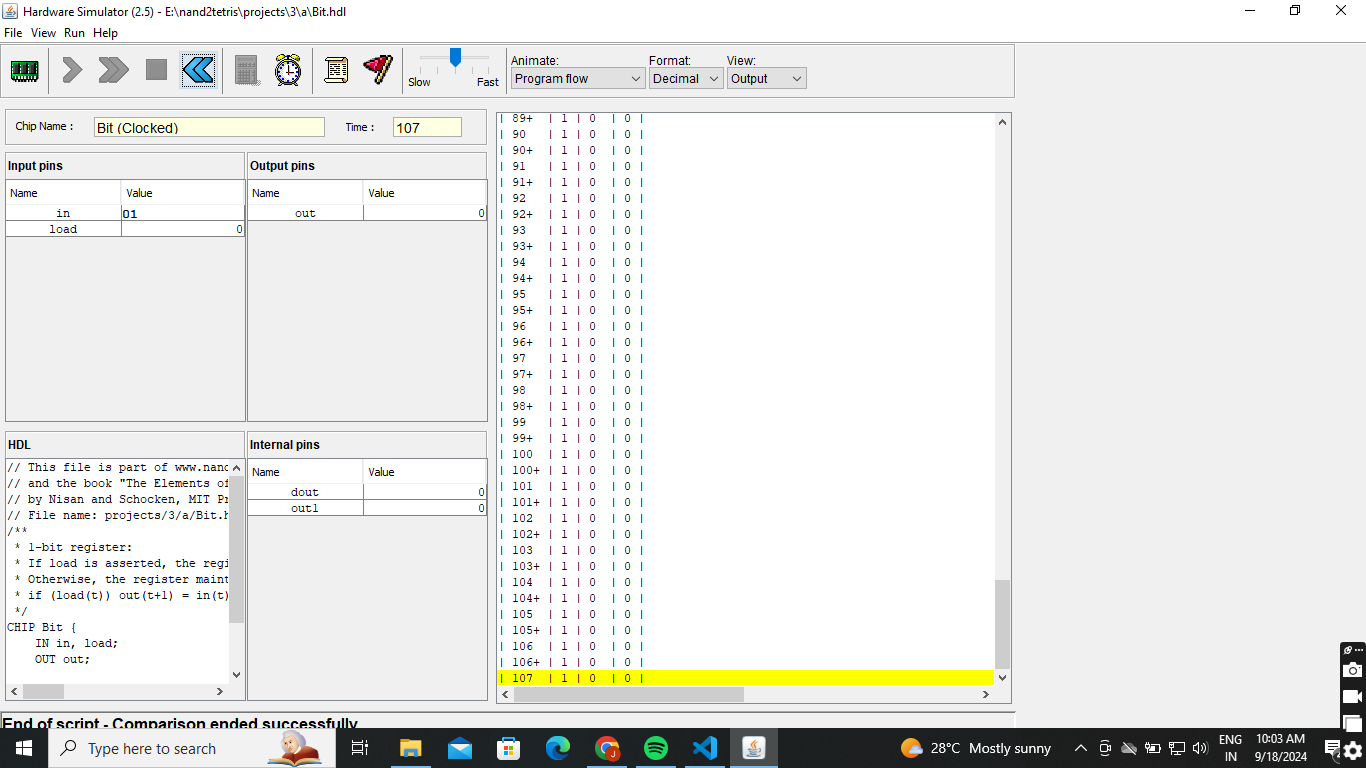 Hardware Simulator (2.5) - E:\nand2tetris\projects\3\a\Bit.hdl
File View Run Help
Slow Fast
Animate:
Program flow
Format:
Decimal
View:
Output
Chip Name : Bit (Clocked) Time : 107
Input pins
Name Value
in 01
load 0
Output pins
Name Value
out 0
HDL
// This file is part of www.nand
// and the book "The Elements of
// by Nisan and Schocken, MIT Pr
// File name: projects/3/a/Bit.h
/**
* 1-bit register:
* If load is asserted, the regi
* Otherwise, the register maint
* if (load(t)) out(t+1) = in(t)
*/
CHIP Bit {
IN in, load;
OUT out;
Internal pins
Name Value
dout 0
out1 0
| 89+ | 1 | 0 | 0 |
| 90 | 1 | 0 | 0 |
| 90+ | 1 | 0 | 0 |
| 91 | 1 | 0 | 0 |
| 91+ | 1 | 0 | 0 |
| 92 | 1 | 0 | 0 |
| 92+ | 1 | 0 | 0 |
| 93 | 1 | 0 | 0 |
| 93+ | 1 | 0 | 0 |
| 94 | 1 | 0 | 0 |
| 94+ | 1 | 0 | 0 |
| 95 | 1 | 0 | 0 |
| 95+ | 1 | 0 | 0 |
| 96 | 1 | 0 | 0 |
| 96+ | 1 | 0 | 0 |
| 97 | 1 | 0 | 0 |
| 97+ | 1 | 0 | 0 |
| 98 | 1 | 0 | 0 |
| 98+ | 1 | 0 | 0 |
| 99 | 1 | 0 | 0 |
| 99+ | 1 | 0 | 0 |
| 100 | 1 | 0 | 0 |
| 100+ | 1 | 0 | 0 |
| 101 | 1 | 0 | 0 |
| 101+ | 1 | 0 | 0 |
| 102 | 1 | 0 | 0 |
| 102+ | 1 | 0 | 0 |
| 103 | 1 | 0 | 0 |
| 103+ | 1 | 0 | 0 |
| 104 | 1 | 0 | 0 |
| 104+ | 1 | 0 | 0 |
| 105 | 1 | 0 | 0 |
| 105+ | 1 | 0 | 0 |
| 106 | 1 | 0 | 0 |
| 106+ | 1 | 0 | 0 |
| 107 | 1 | 0 | 0 |
End of script - Comparison ended successfully
Type here to search
28°C Mostly sunny
ENG
IN
10:03 AM
9/18/2024